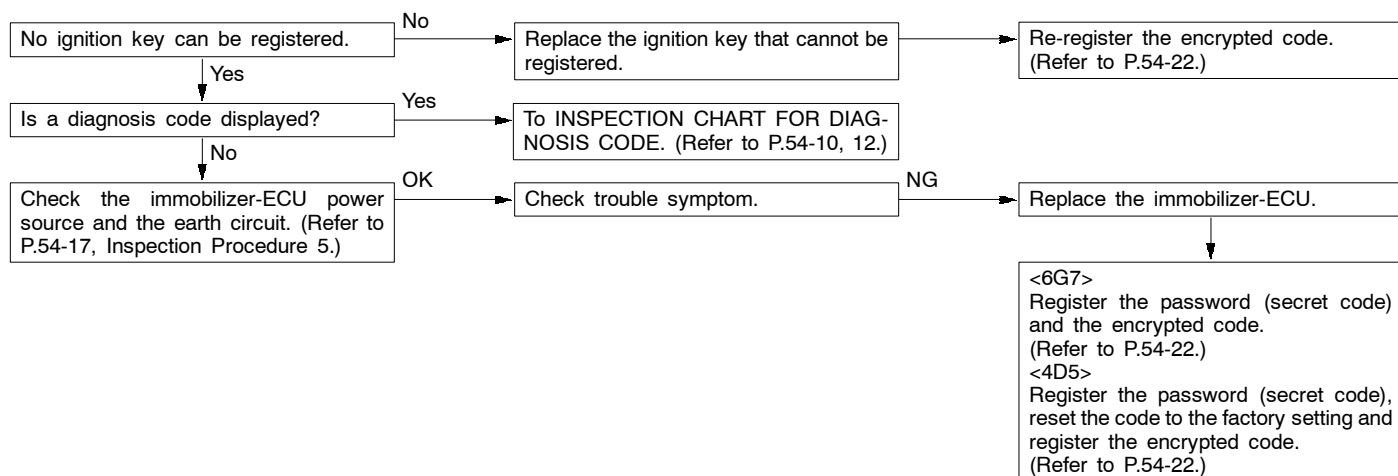 No ignition key can be registered.
No
Replace the ignition key that cannot be
registered.
Re-register the encrypted code.
(Refer to P.54-22.)
Yes
Is a diagnosis code displayed?
Yes
To INSPECTION CHART FOR DIAG-
NOSIS CODE. (Refer to P.54-10, 12.)
No
Check the immobilizer-ECU power
source and the earth circuit. (Refer to
P.54-17, Inspection Procedure 5.)
OK
Check trouble symptom.
NG
Replace the immobilizer-ECU.
<6G7>
Register the password (secret code)
and the encrypted code.
(Refer to P.54-22.)
<4D5>
Register the password (secret code),
reset the code to the factory setting and
register the encrypted code.
(Refer to P.54-22.)